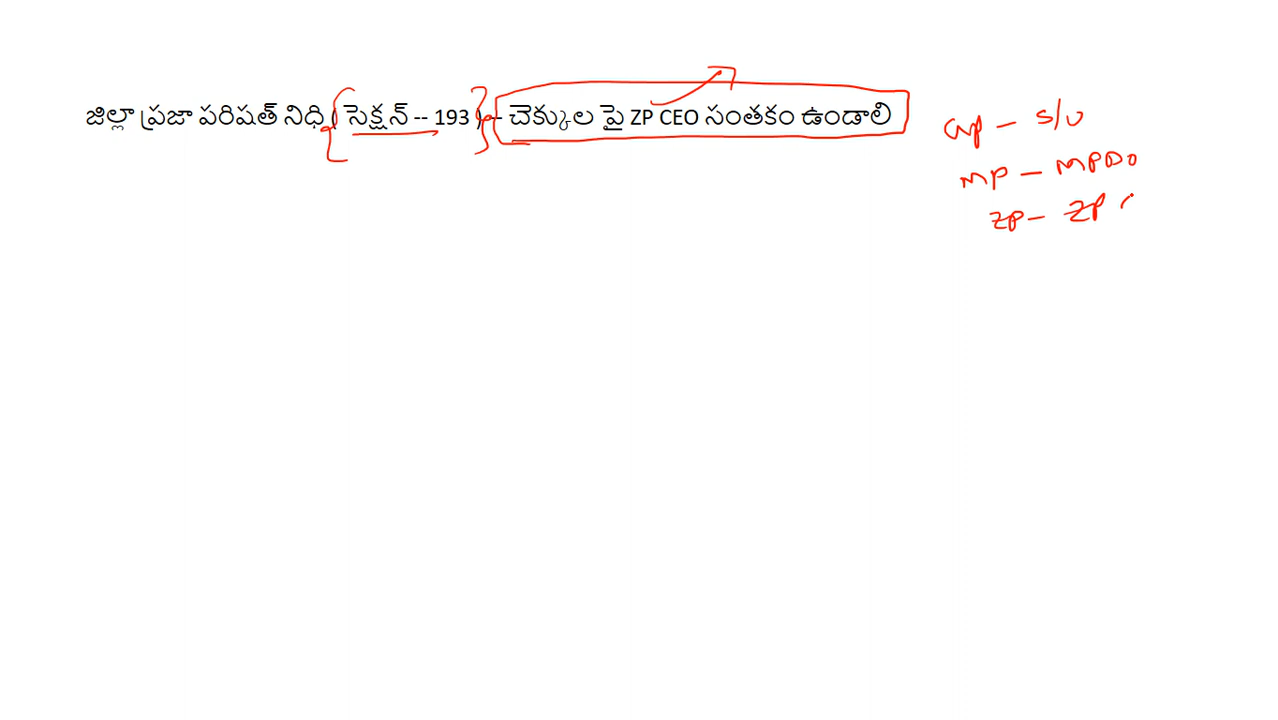 జిల్లా ప్రజా పరిషత్ నిధి ( సెక్షన్ -- 193 ) -- చెక్కుల పై ZP CEO సంతకం ఉండాలి
GP - S/U
MP - MPDO
ZP - ZP